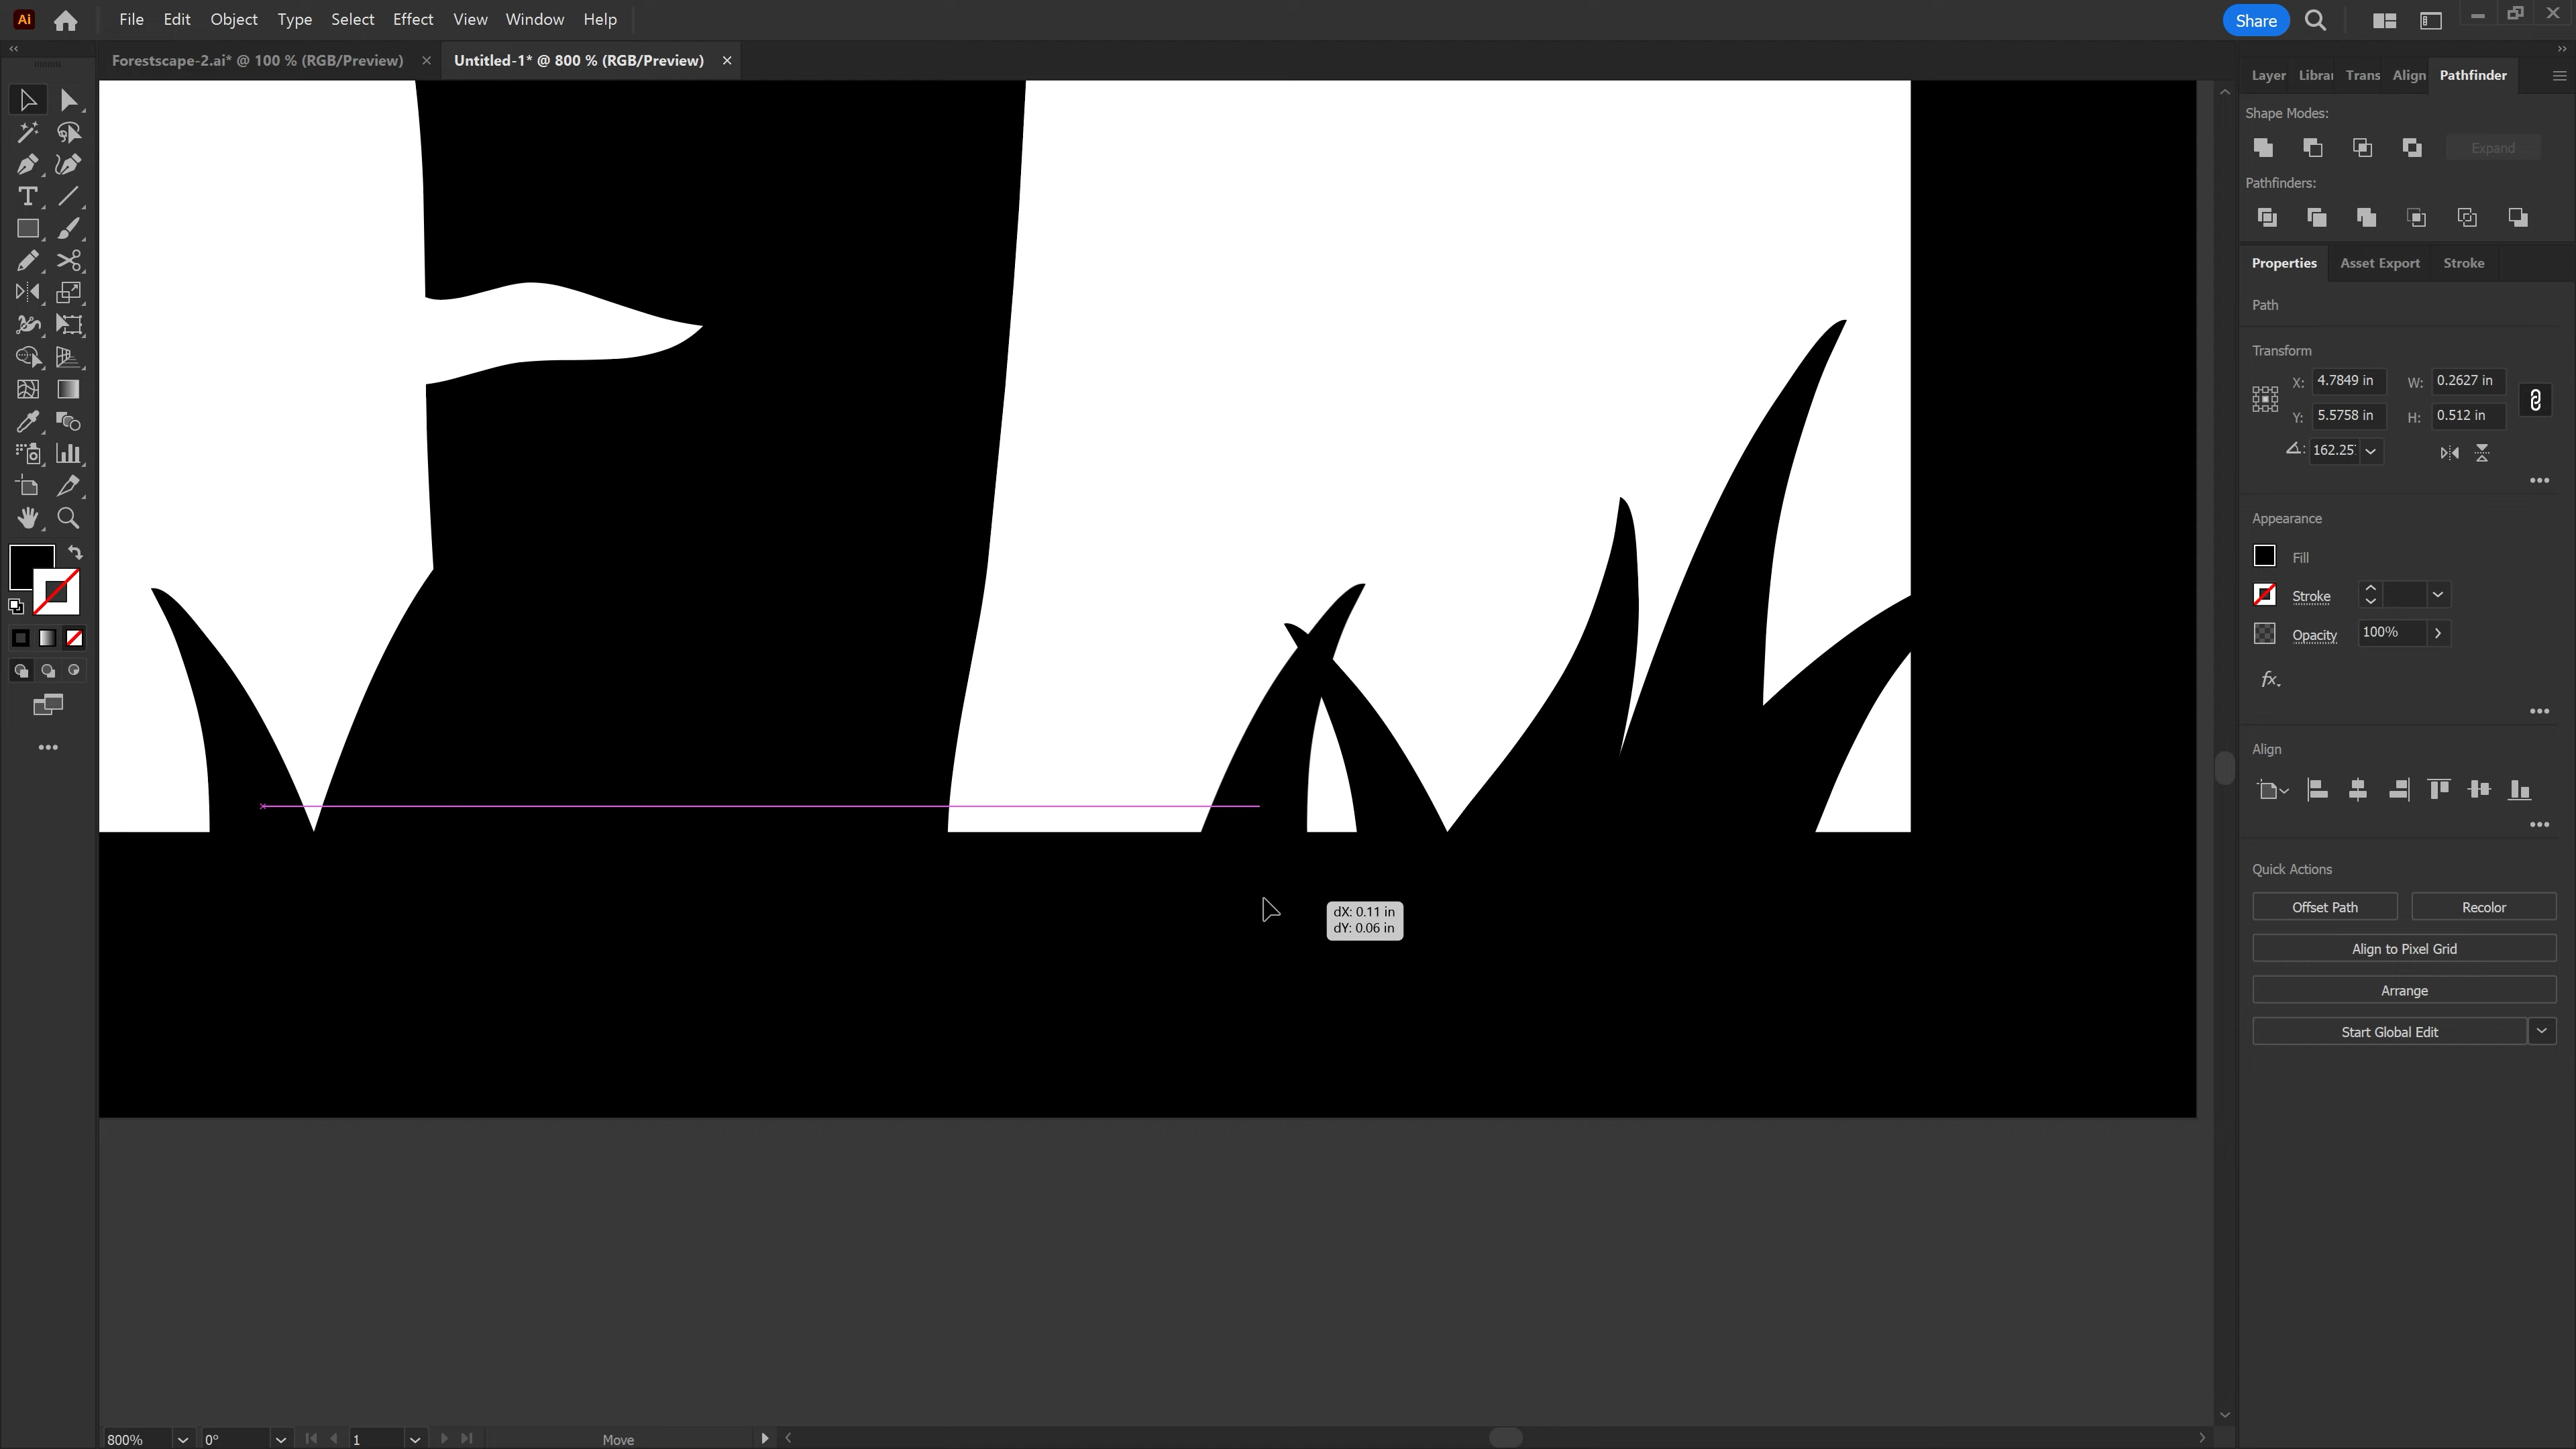 Ai File Edit Object Type Select Effect View Window Help Share
Forestscape-2.ai* @ 100 % (RGB/Preview) × Untitled-1* @ 800 % (RGB/Preview) ×
Layer Librar Trans Align Pathfinder
Shape Modes:
Expand
Pathfinders:
Properties Asset Export Stroke
Path
Transform
X: 4.7849 in W: 0.2627 in
Y: 5.5758 in H: 0.512 in
162.25
Appearance
Fill
Stroke
Opacity 100%
fx.
Align
Quick Actions
Offset Path Recolor
Align to Pixel Grid
Arrange
Start Global Edit
dX: 0.11 in
dY: 0.06 in
800% 0° 1 Move